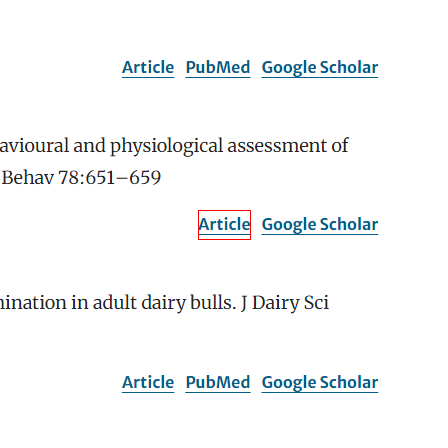 Article PubMed Google Scholar
avioural and physiological assessment of
Behav 78:651–659
Article Google Scholar
ination in adult dairy bulls. J Dairy Sci
Article PubMed Google Scholar